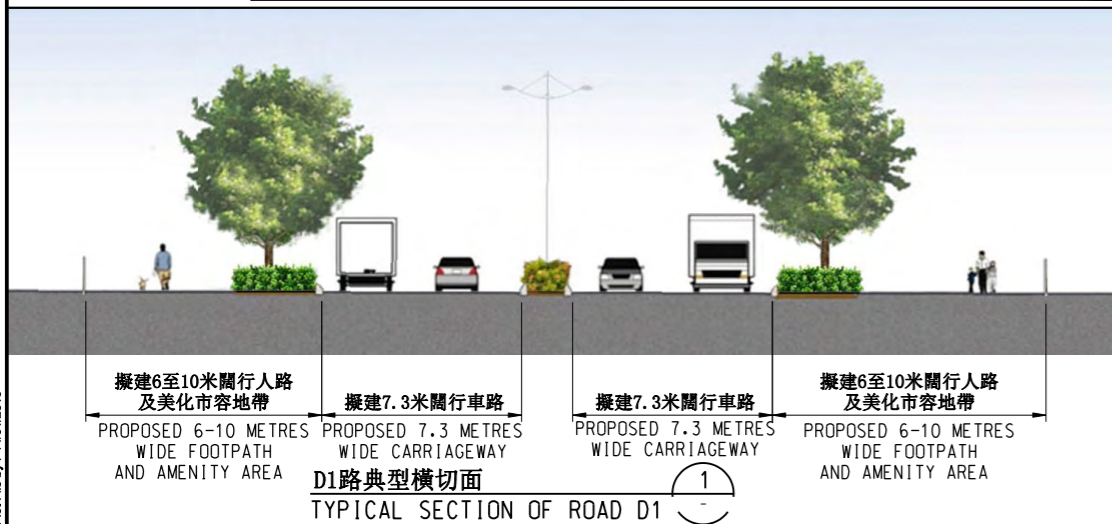 擬建6至10米闊行人路
及美化市容地帶
PROPOSED 6-10 METRES
WIDE FOOTPATH
AND AMENITY AREA
擬建7.3米闊行車路
PROPOSED 7.3 METRES
WIDE CARRIAGEWAY
擬建7.3米闊行車路
PROPOSED 7.3 METRES
WIDE CARRIAGEWAY
擬建6至10米闊行人路
及美化市容地帶
PROPOSED 6-10 METRES
WIDE FOOTPATH
AND AMENITY AREA
D1路典型橫切面
TYPICAL SECTION OF ROAD D1
1
-